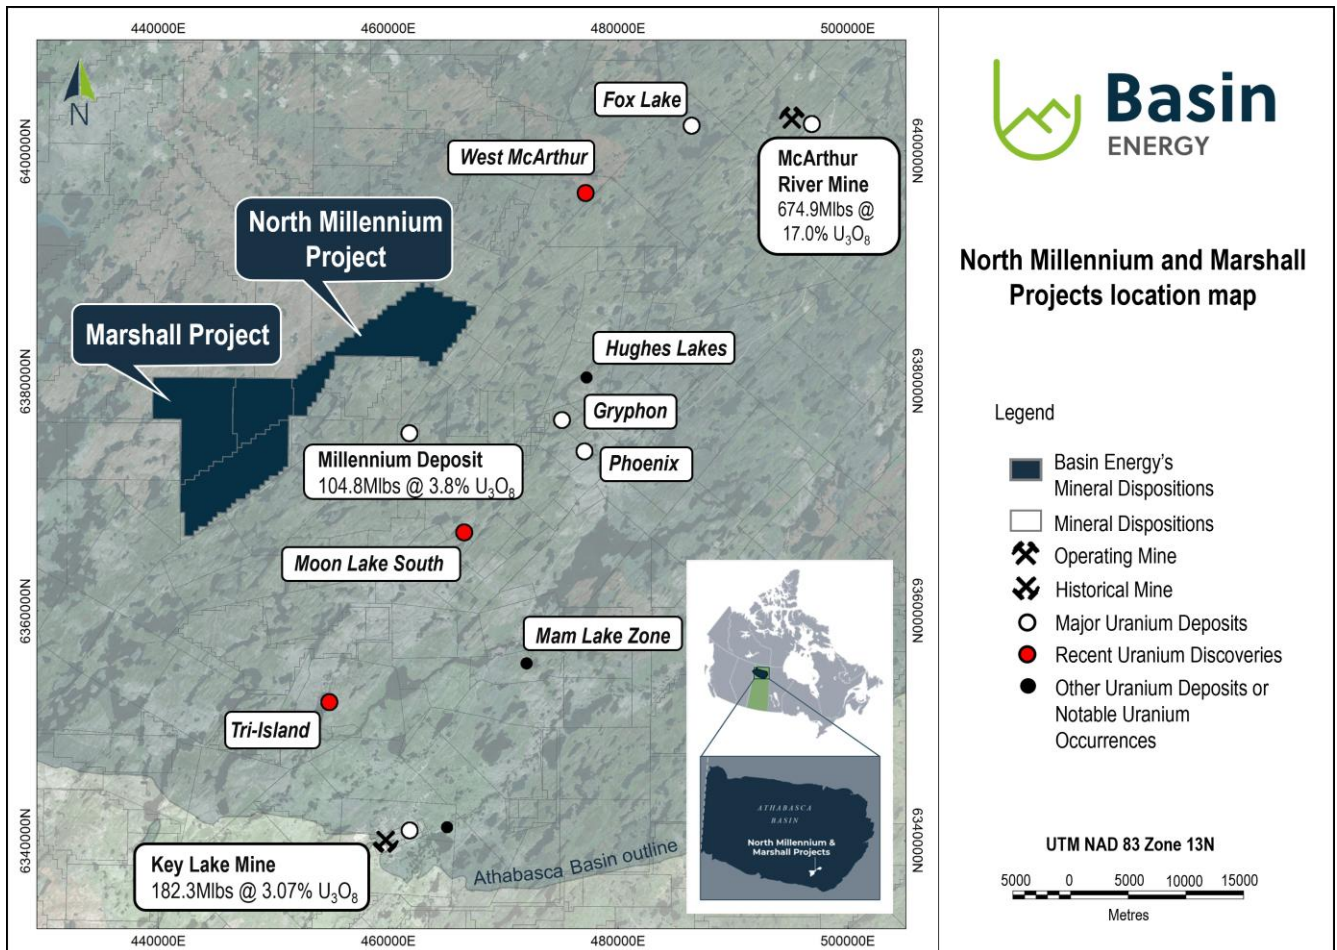 440000E
460000E
480000E
500000E
6400000N
6380000N
6360000N
6340000N
N
Fox Lake
West McArthur
McArthur
River Mine
674.9Mlbs @
17.0% U₃O₈
North Millennium
Project
Marshall Project
Hughes Lakes
Gryphon
Millennium Deposit
104.8Mlbs @ 3.8% U₃O₈
Phoenix
Moon Lake South
Mam Lake Zone
Tri-Island
Key Lake Mine
182.3Mlbs @ 3.07% U₃O₈
Athabasca Basin outline
ATHABASCA
BASIN
North Millennium &
Marshall Projects
6400000N
6380000N
6360000N
6340000N
440000E
460000E
480000E
500000E
Basin
ENERGY
North Millennium and Marshall
Projects location map
Legend
Basin Energy's
Mineral Dispositions
Mineral Dispositions
Operating Mine
Historical Mine
Major Uranium Deposits
Recent Uranium Discoveries
Other Uranium Deposits or
Notable Uranium
Occurrences
UTM NAD 83 Zone 13N
5000 0 5000 10000 15000
Metres